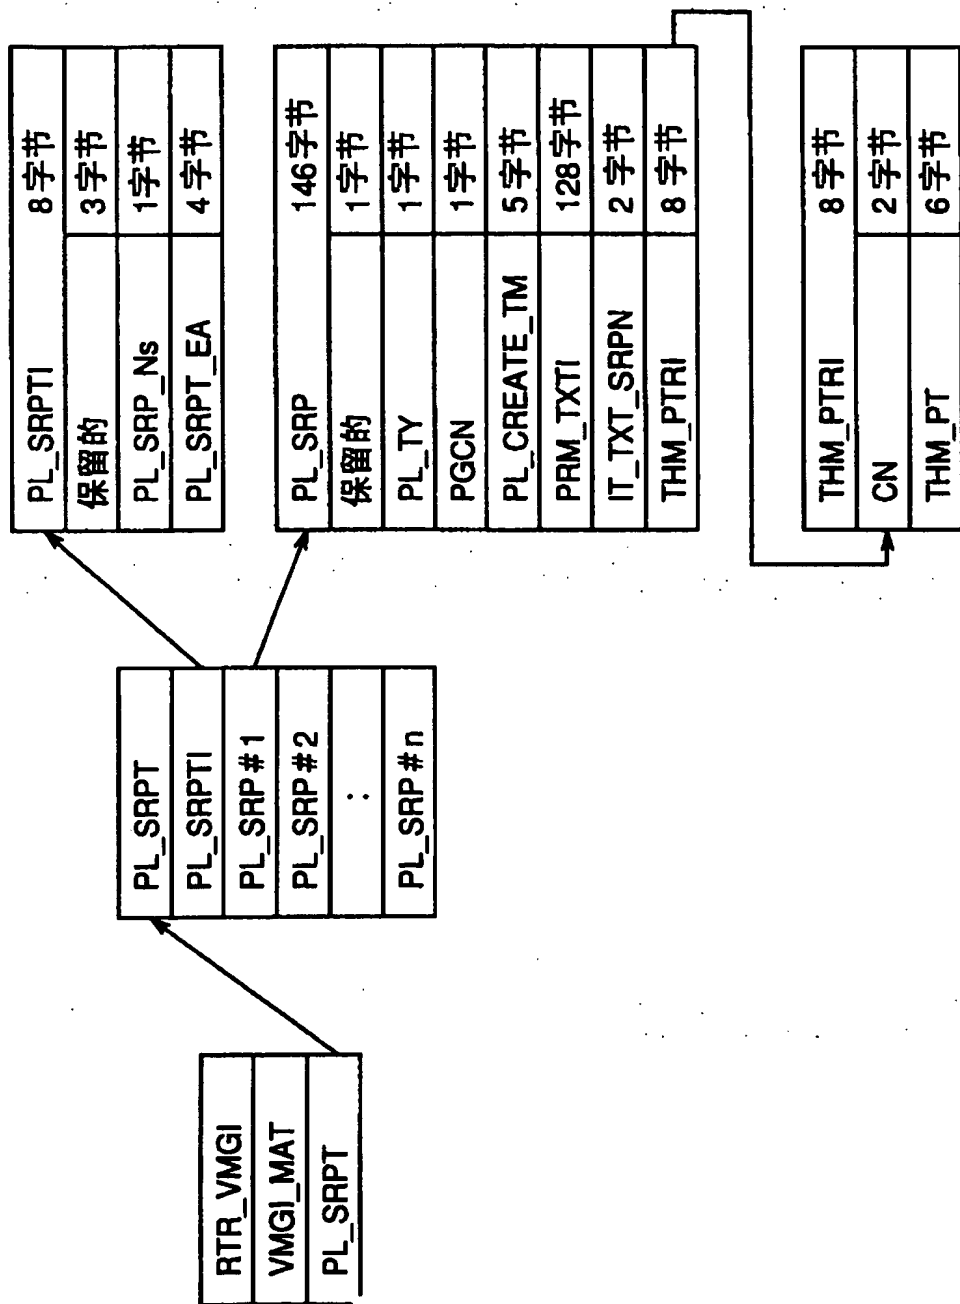 RTR_VMGI
VMGI_MAT
PL_SRPT
PL_SRPT
PL_SRPTI
PL_SRP#1
PL_SRP#2
:
PL_SRP#n
PL_SRPTI 8字节
保留的 3字节
PL_SRP_Ns 1字节
PL_SRPT_EA 4字节
PL_SRP 146字节
保留的 1字节
PL_TY 1字节
PGCN 1字节
PL_CREATE_TM 5字节
PRM_TXTI 128字节
IT_TXT_SRPN 2字节
THM_PTRI 8字节
THM_PTRI 8字节
CN 2字节
THM_PT 6字节